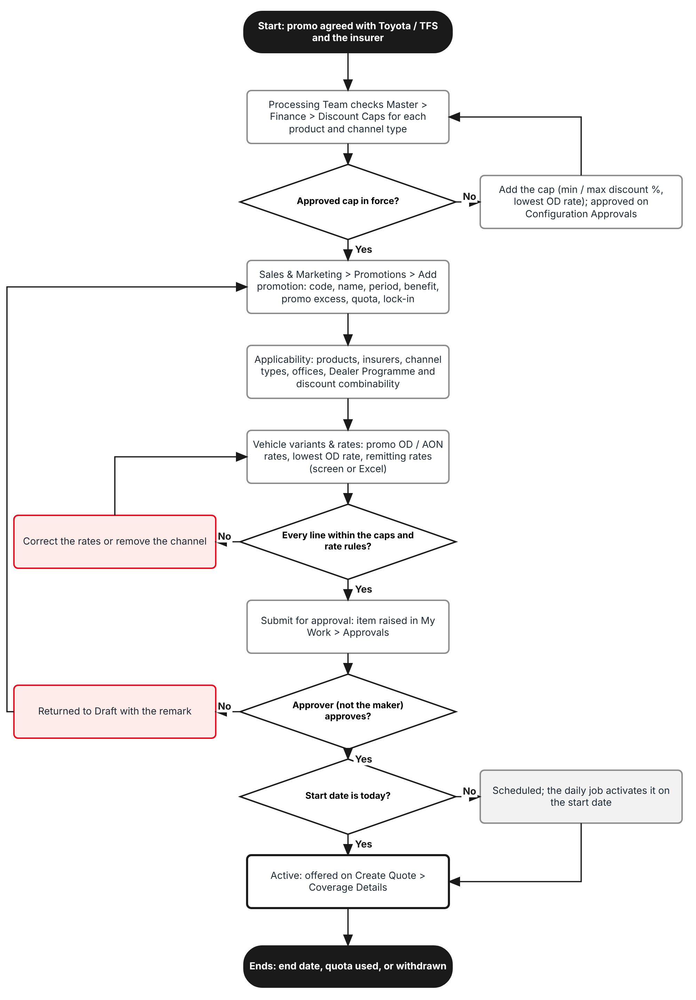 Start: promo agreed with Toyota / TFS
and the insurer
Processing Team checks Master >
Finance > Discount Caps for each
product and channel type
Approved cap in force?
No
Add the cap (min / max discount %,
lowest OD rate); approved on
Configuration Approvals
Yes
Sales & Marketing > Promotions > Add
promotion: code, name, period, benefit,
promo excess, quota, lock-in
Applicability: products, insurers, channel
types, offices, Dealer Programme and
discount combinability
Vehicle variants & rates: promo OD / AON
rates, lowest OD rate, remitting rates
(screen or Excel)
Every line within the caps and
rate rules?
No
Correct the rates or remove the channel
Yes
Submit for approval: item raised in My
Work > Approvals
Approver (not the maker)
approves?
No
Returned to Draft with the remark
Yes
Start date is today?
No
Scheduled; the daily job activates it on
the start date
Yes
Active: offered on Create Quote >
Coverage Details
Ends: end date, quota used, or withdrawn